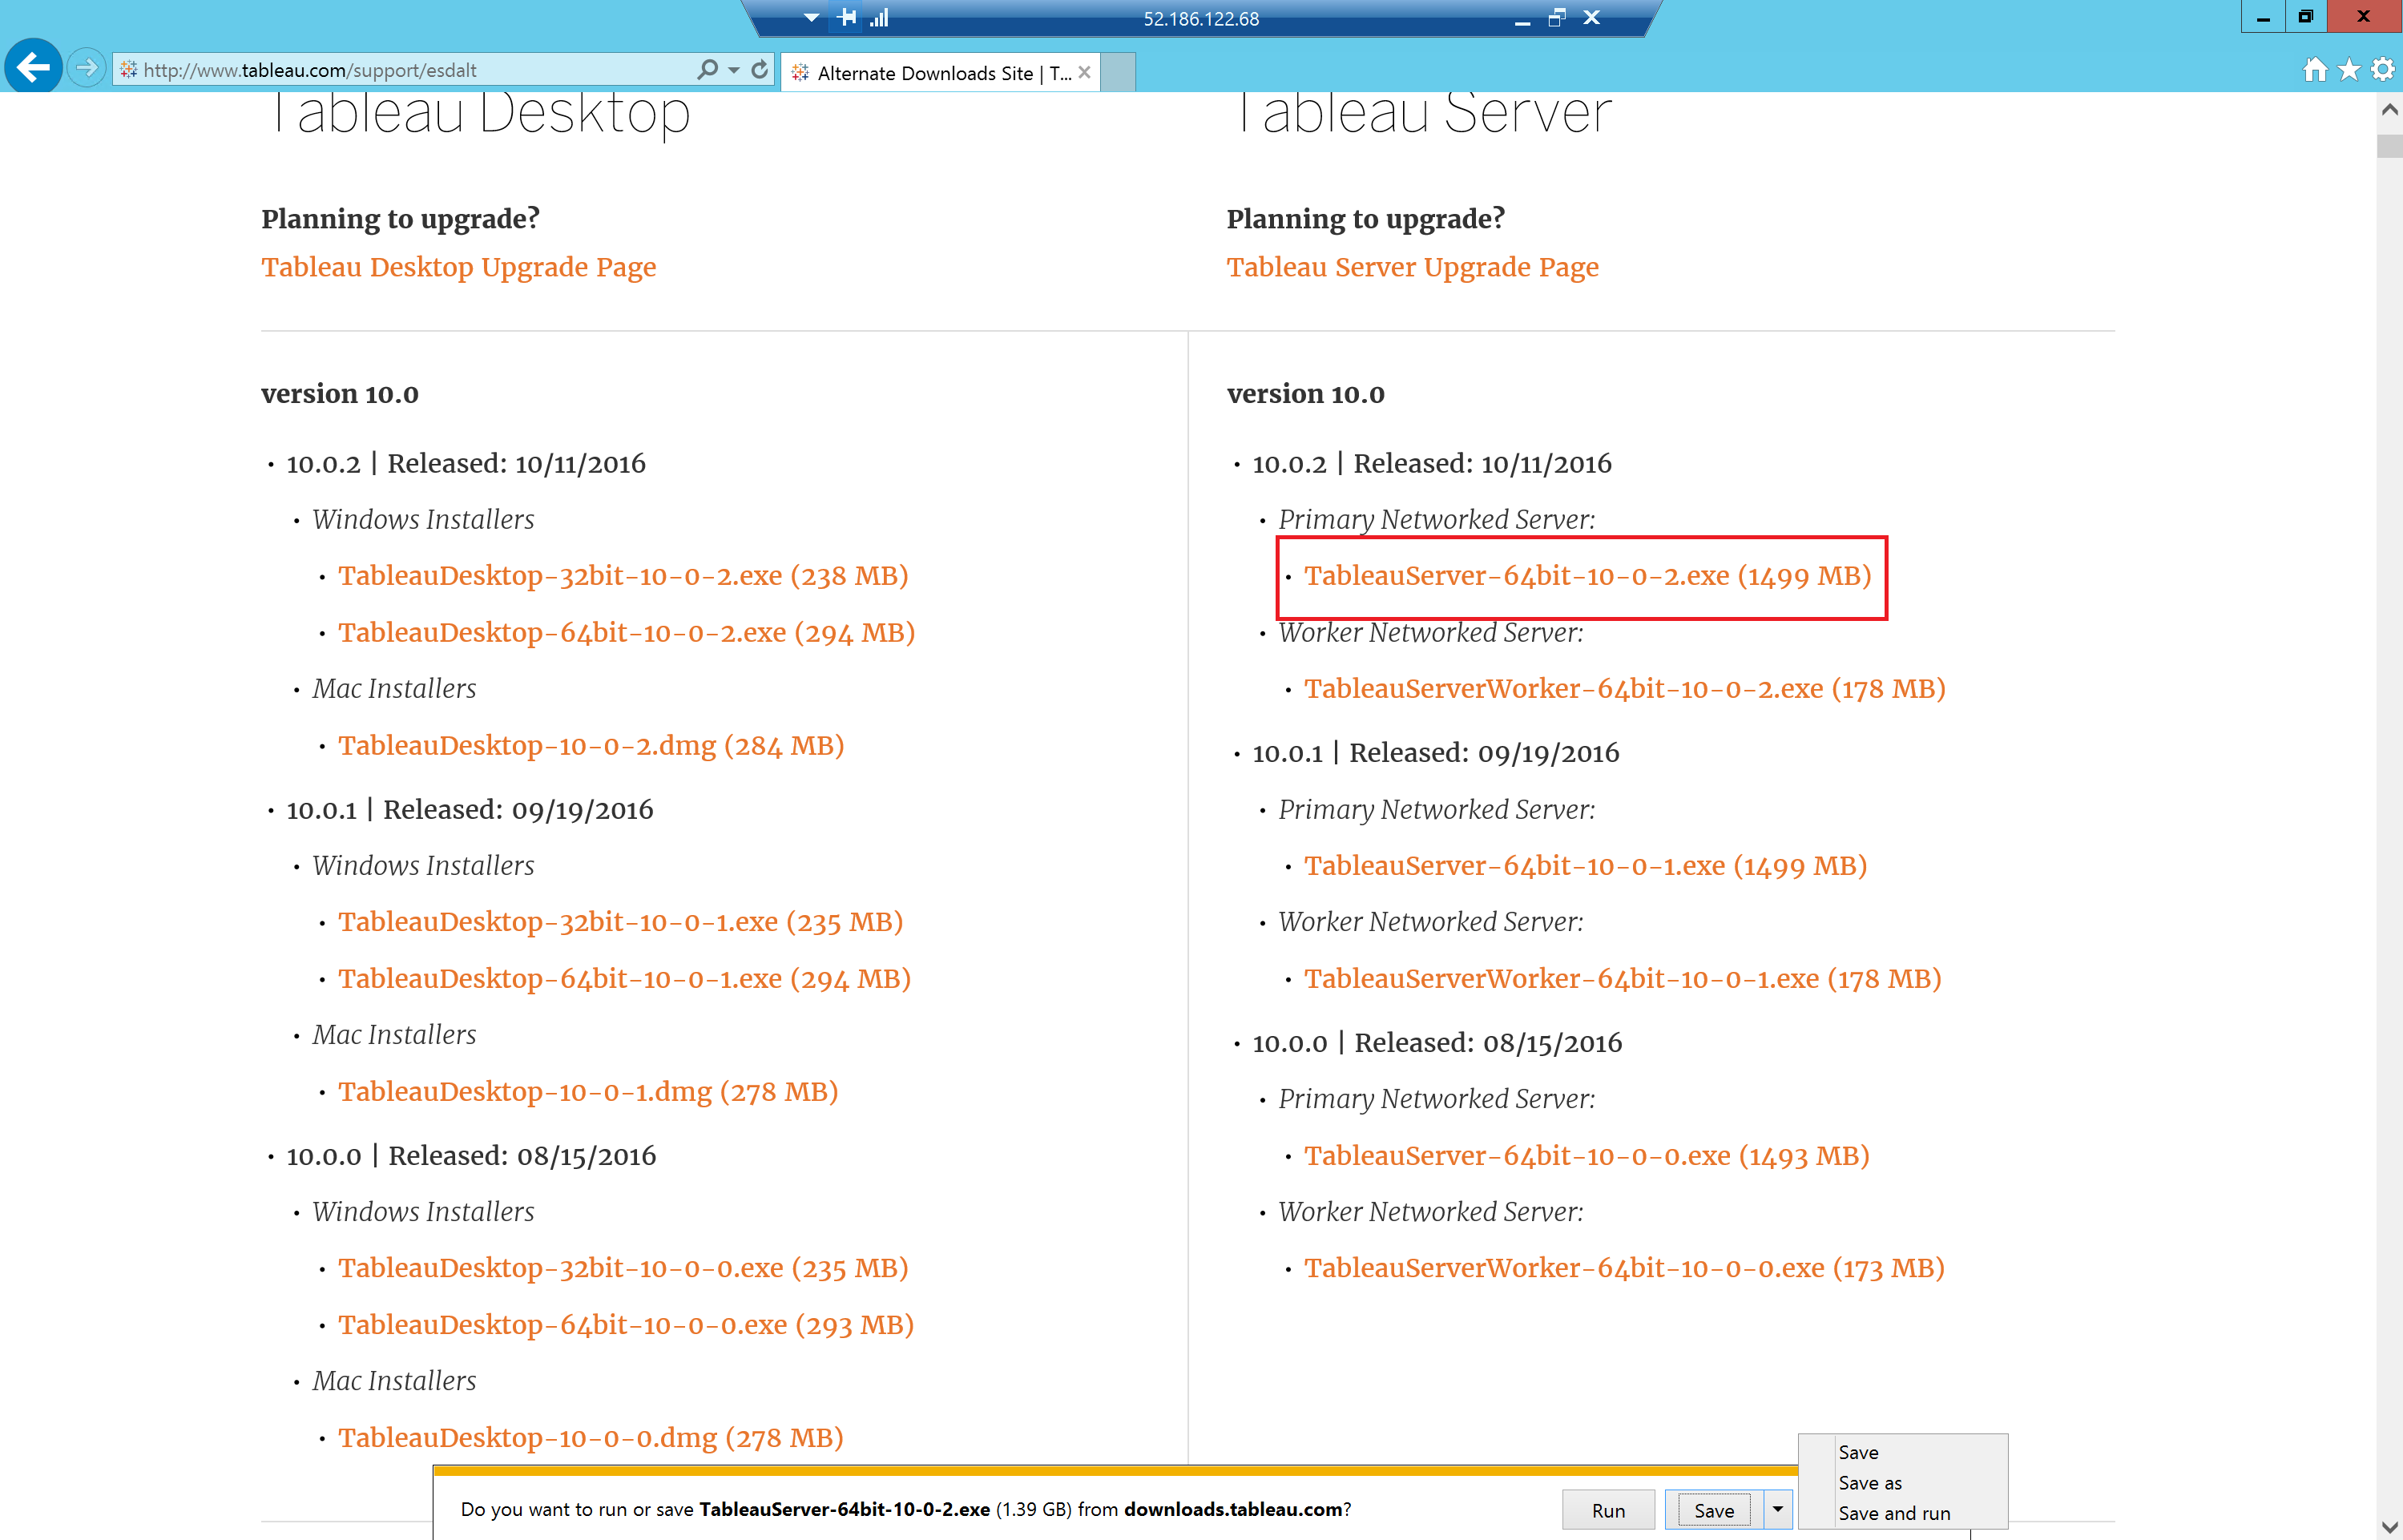 52.186.122.68
http://www.tableau.com/support/esdalt
Alternate Downloads Site | T...
Tableau Desktop
Planning to upgrade?
Tableau Desktop Upgrade Page
version 10.0
10.0.2 | Released: 10/11/2016
Windows Installers
TableauDesktop-32bit-10-0-2.exe (238 MB)
TableauDesktop-64bit-10-0-2.exe (294 MB)
Mac Installers
TableauDesktop-10-0-2.dmg (284 MB)
10.0.1 | Released: 09/19/2016
Windows Installers
TableauDesktop-32bit-10-0-1.exe (235 MB)
TableauDesktop-64bit-10-0-1.exe (294 MB)
Mac Installers
TableauDesktop-10-0-1.dmg (278 MB)
10.0.0 | Released: 08/15/2016
Windows Installers
TableauDesktop-32bit-10-0-0.exe (235 MB)
TableauDesktop-64bit-10-0-0.exe (293 MB)
Mac Installers
TableauDesktop-10-0-0.dmg (278 MB)
Tableau Server
Planning to upgrade?
Tableau Server Upgrade Page
version 10.0
10.0.2 | Released: 10/11/2016
Primary Networked Server:
TableauServer-64bit-10-0-2.exe (1499 MB)
Worker Networked Server:
TableauServerWorker-64bit-10-0-2.exe (178 MB)
10.0.1 | Released: 09/19/2016
Primary Networked Server:
TableauServer-64bit-10-0-1.exe (1499 MB)
Worker Networked Server:
TableauServerWorker-64bit-10-0-1.exe (178 MB)
10.0.0 | Released: 08/15/2016
Primary Networked Server:
TableauServer-64bit-10-0-0.exe (1493 MB)
Worker Networked Server:
TableauServerWorker-64bit-10-0-0.exe (173 MB)
Do you want to run or save TableauServer-64bit-10-0-2.exe (1.39 GB) from downloads.tableau.com?
Run
Save
Save
Save as
Save and run